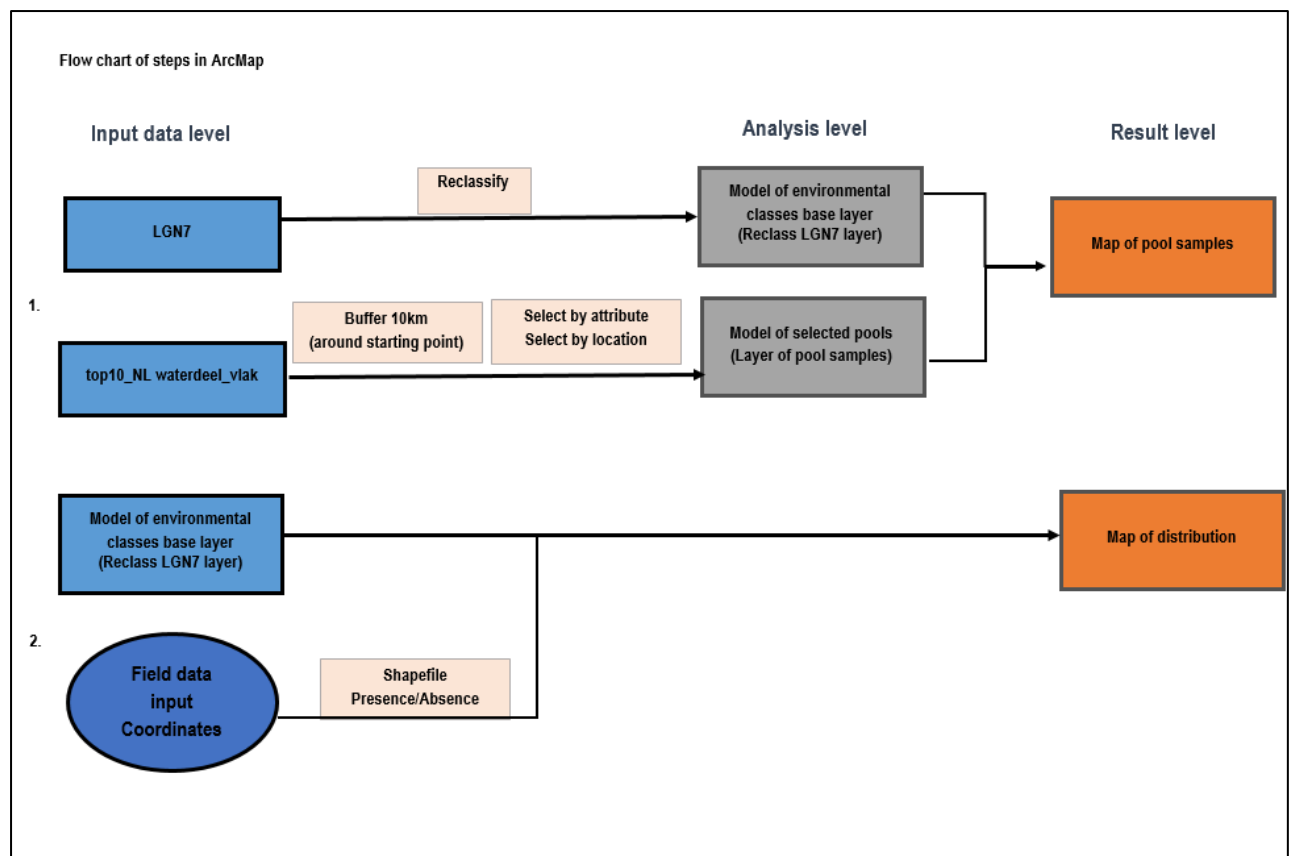 Flow chart of steps in ArcMap
Input data level
Analysis level
Result level
Reclassify
LGN7
Model of environmental
classes base layer
(Reclass LGN7 layer)
Map of pool samples
1.
Buffer 10km
(around starting point)
Select by attribute
Select by location
top10_NL waterdeel_vlak
Model of selected pools
(Layer of pool samples)
Model of environmental
classes base layer
(Reclass LGN7 layer)
Map of distribution
2.
Field data
input
Coordinates
Shapefile
Presence/Absence